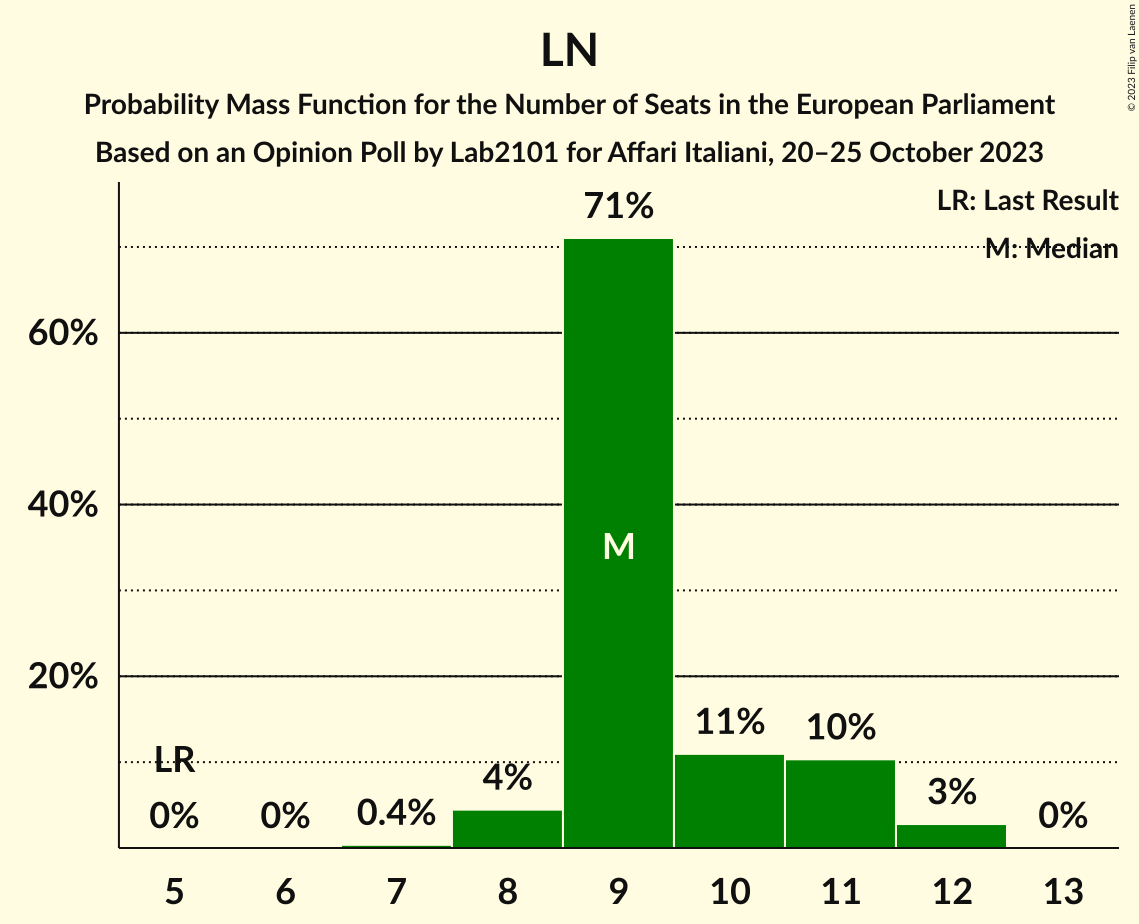 LN
Probability Mass Function for the Number of Seats in the European Parliament
Based on an Opinion Poll by Lab2101 for Affari Italiani, 20–25 October 2023
© 2023 Filip van Laenen
LR: Last Result
M: Median
60%
40%
20%
71%
M
LR
0%
0%
0.4%
4%
11%
10%
3%
0%
5 6 7 8 9 10 11 12 13